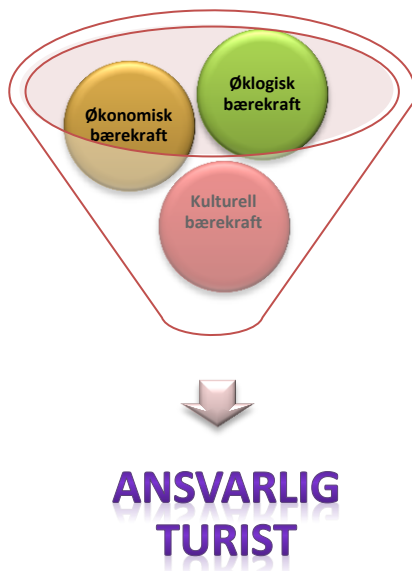 Økonomisk
bærekraft
Øklogisk
bærekraft
Kulturell
bærekraft
ANSVARLIG
TURIST